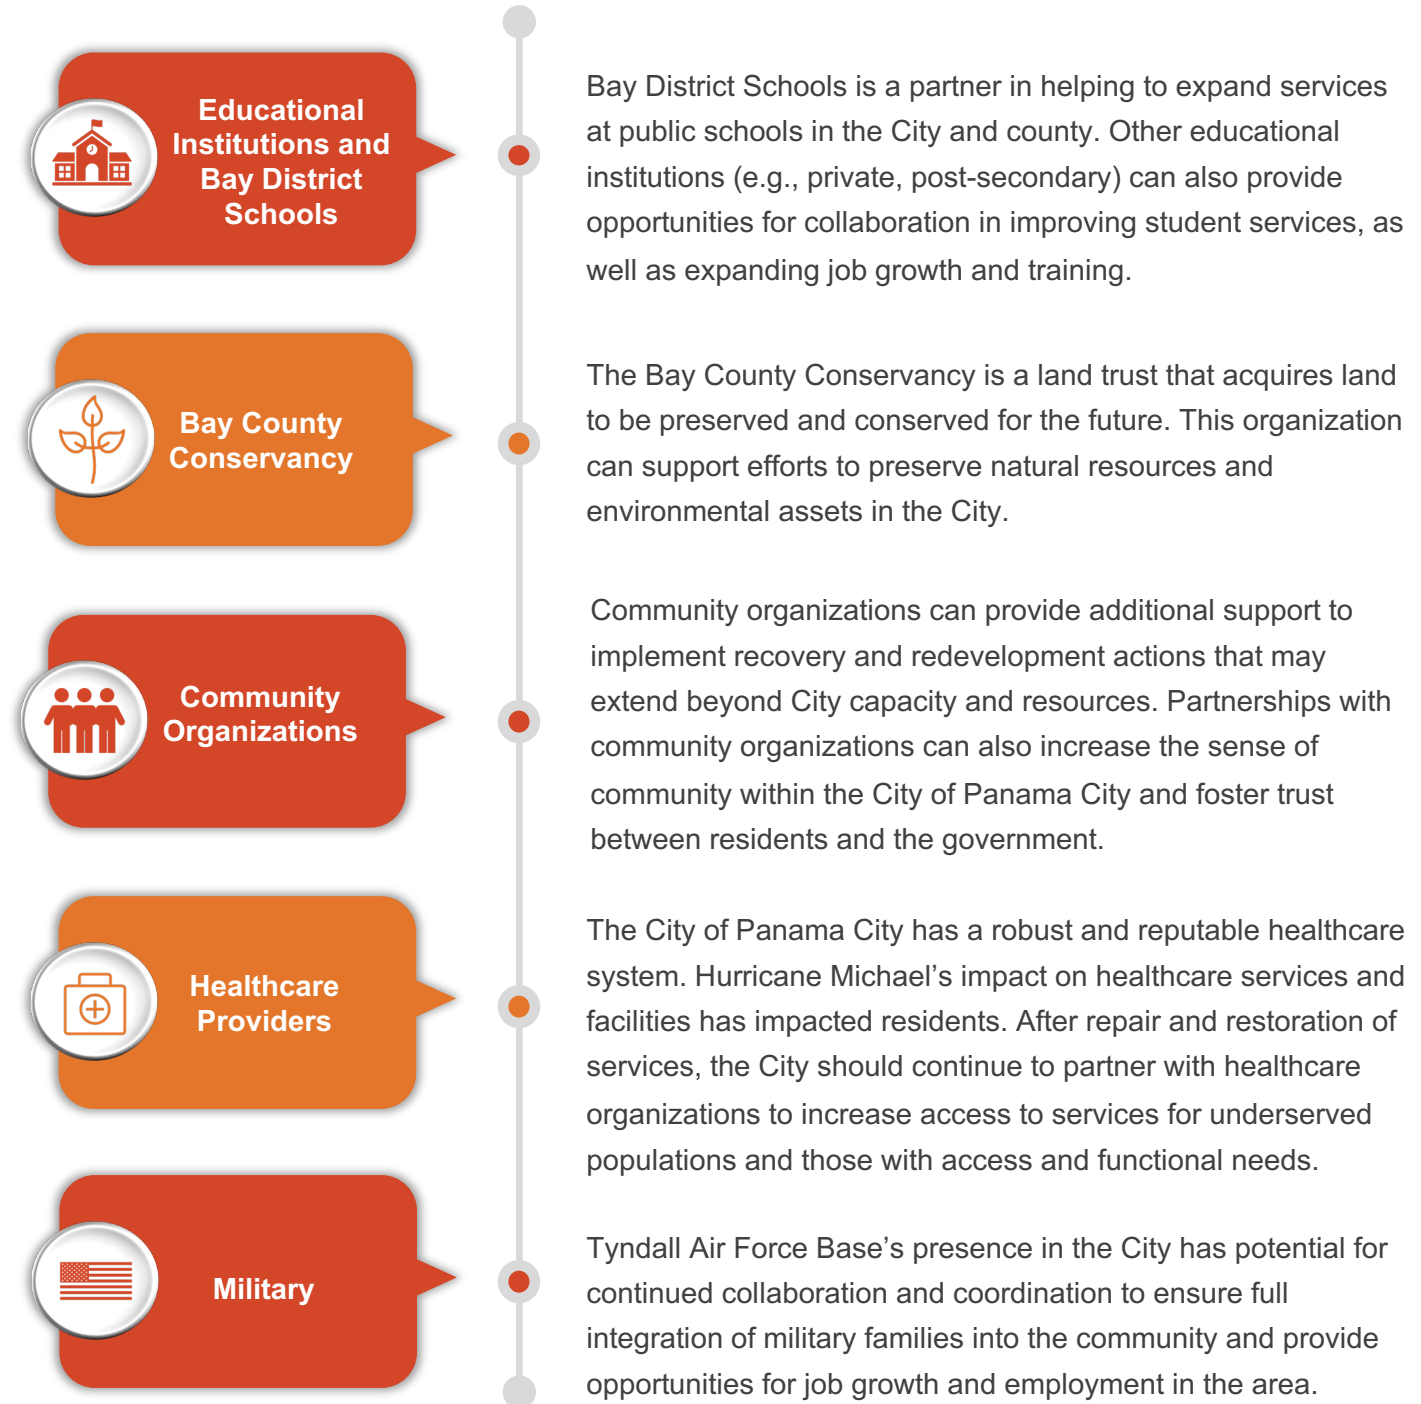 Educational
Institutions and
Bay District
Schools
Bay District Schools is a partner in helping to expand services
at public schools in the City and county. Other educational
institutions (e.g., private, post-secondary) can also provide
opportunities for collaboration in improving student services, as
well as expanding job growth and training.
Bay County
Conservancy
The Bay County Conservancy is a land trust that acquires land
to be preserved and conserved for the future. This organization
can support efforts to preserve natural resources and
environmental assets in the City.
Community
Organizations
Community organizations can provide additional support to
implement recovery and redevelopment actions that may
extend beyond City capacity and resources. Partnerships with
community organizations can also increase the sense of
community within the City of Panama City and foster trust
between residents and the government.
Healthcare
Providers
The City of Panama City has a robust and reputable healthcare
system. Hurricane Michael’s impact on healthcare services and
facilities has impacted residents. After repair and restoration of
services, the City should continue to partner with healthcare
organizations to increase access to services for underserved
populations and those with access and functional needs.
Military
Tyndall Air Force Base’s presence in the City has potential for
continued collaboration and coordination to ensure full
integration of military families into the community and provide
opportunities for job growth and employment in the area.